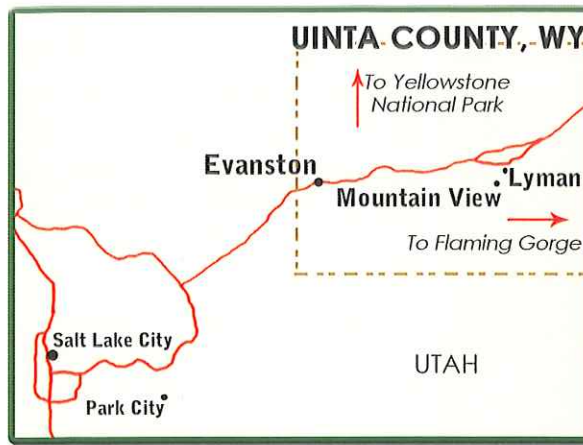 UINTA COUNTY, WY
To Yellowstone
National Park
Evanston
Lyman
Mountain View
To Flaming Gorge
Salt Lake City
UTAH
Park City